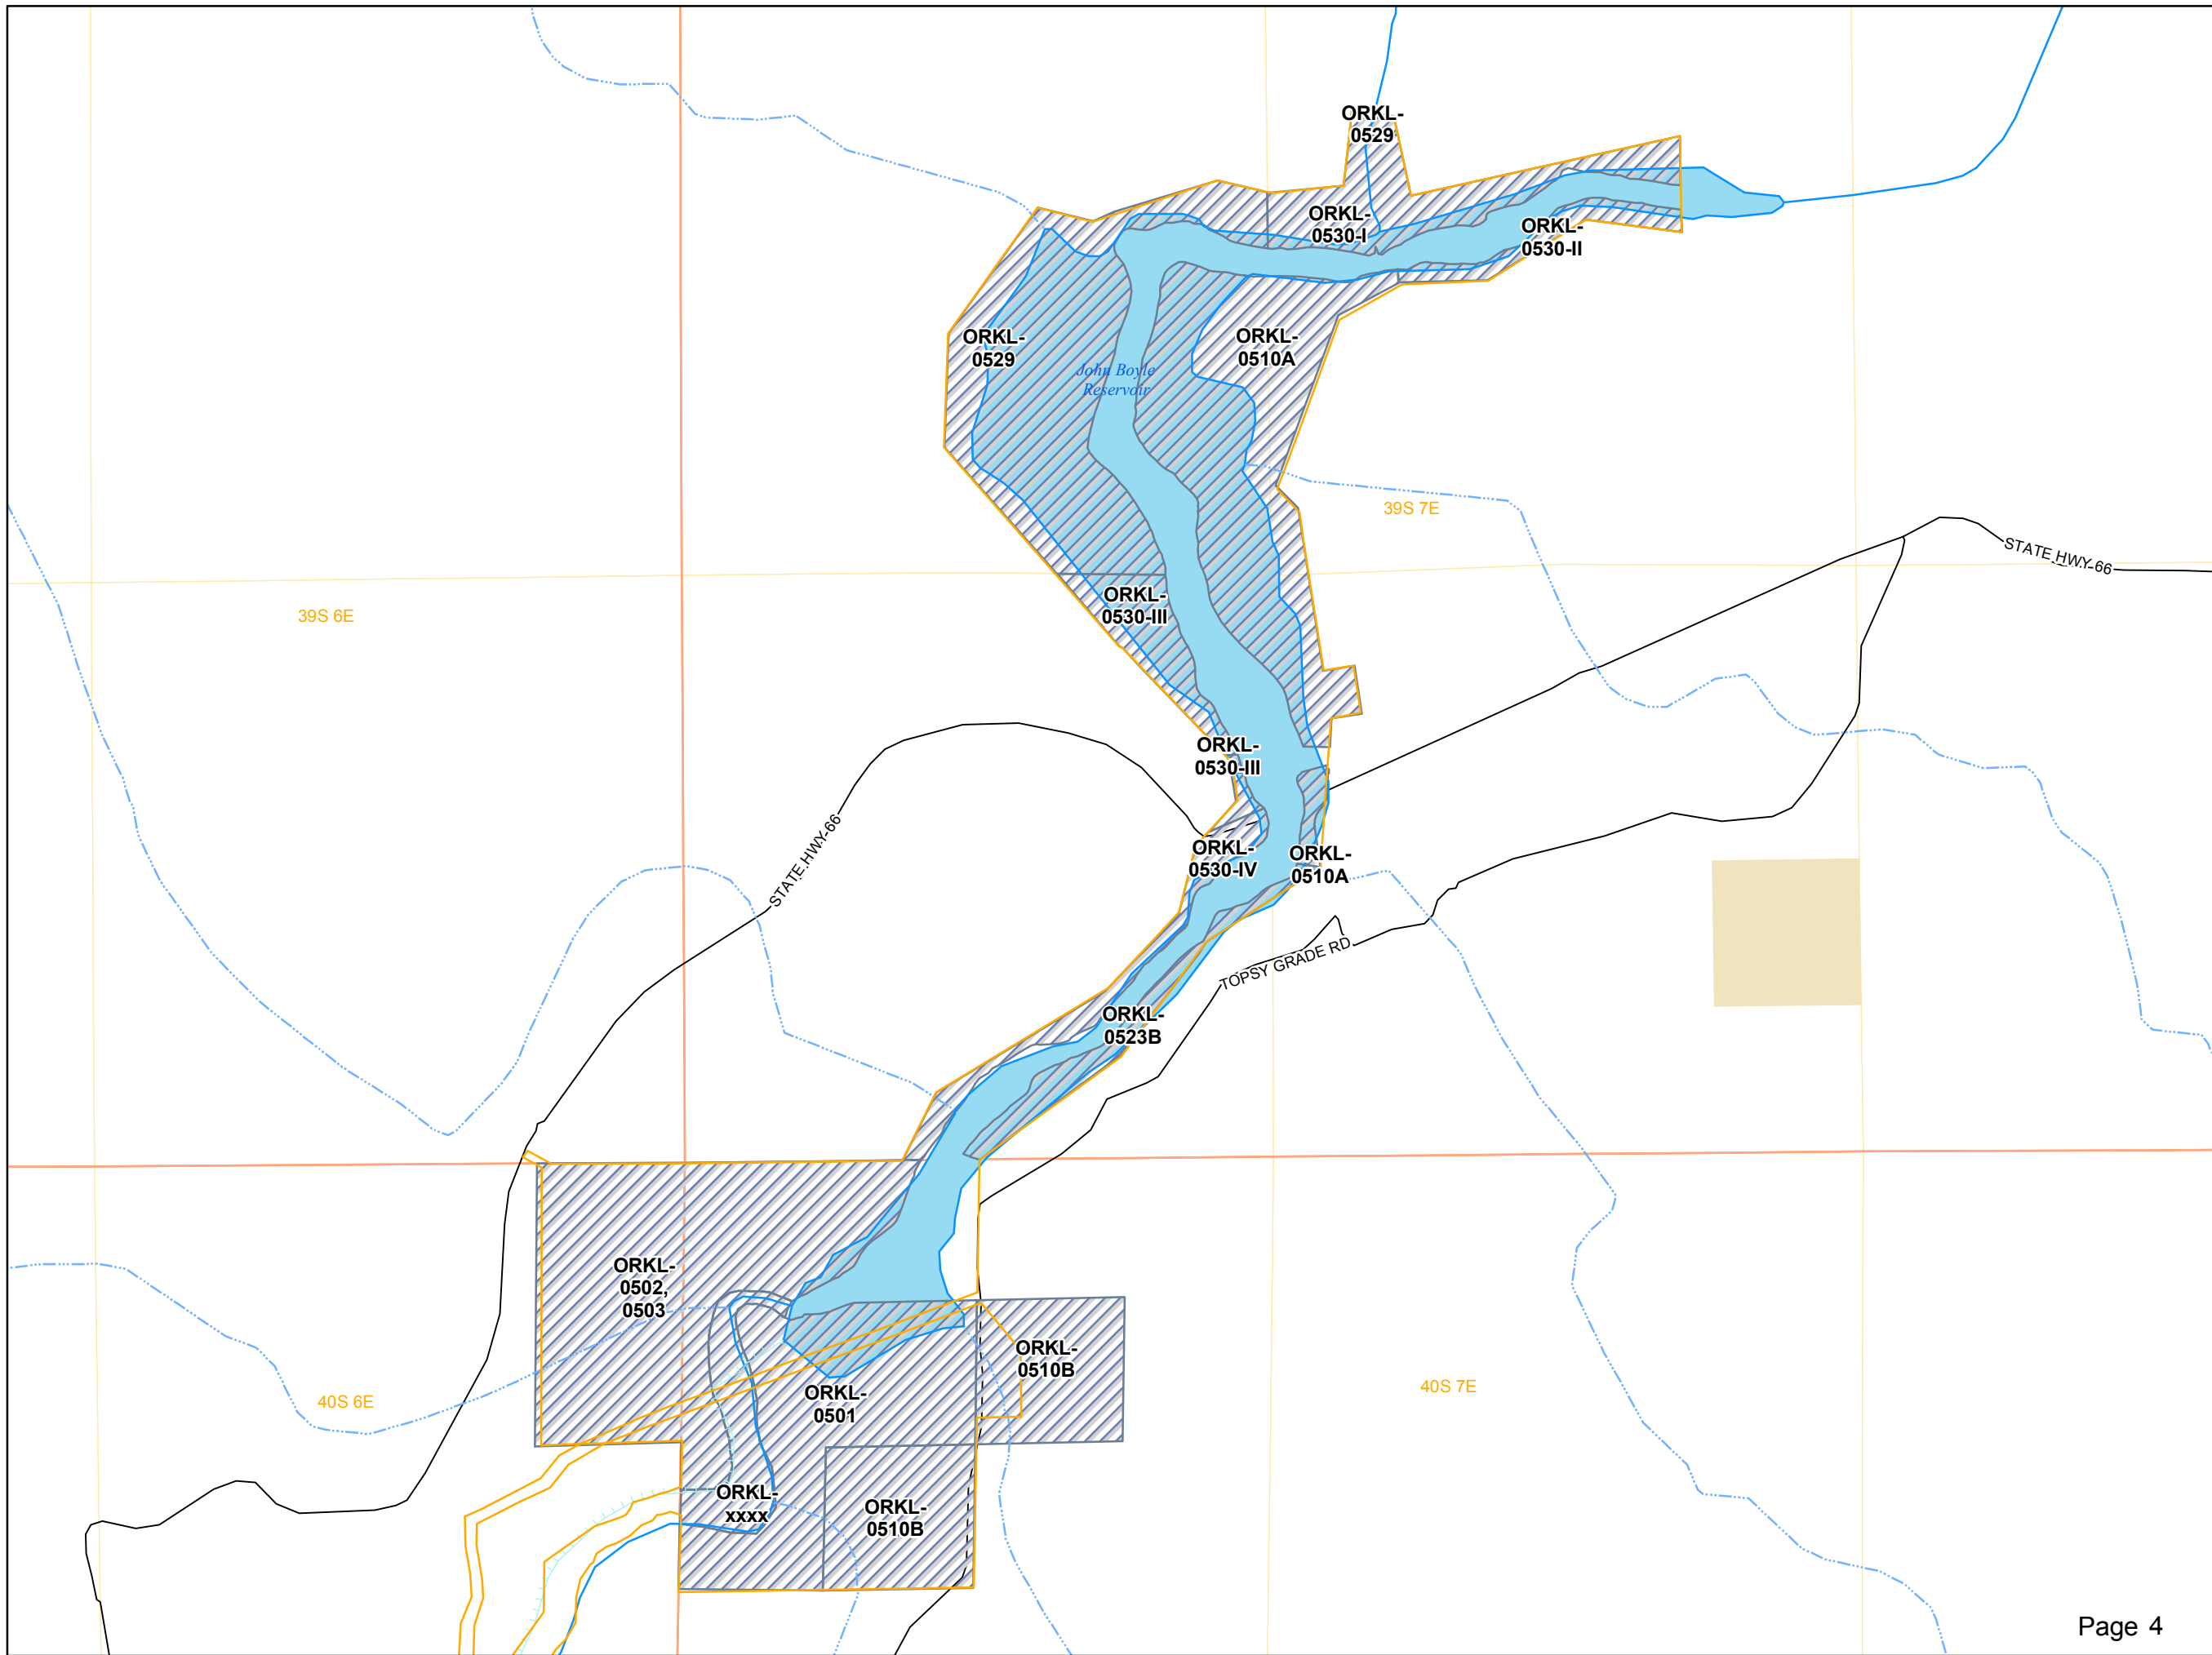 ORKL-
0529
ORKL-
0530-I
ORKL-
0530-II
ORKL-
0529
ORKL-
0510A
John Boyle
Reservoir
39S 7E
STATE HWY-66
39S 6E
ORKL-
0530-III
ORKL-
0530-III
STATE HWY-66
ORKL-
0530-IV
ORKL-
0510A
TOPSY GRADE RD
ORKL-
0523B
ORKL-
0502,
0503
ORKL-
0510B
40S 6E
ORKL-
0501
40S 7E
ORKL-
xxxx
ORKL-
0510B
Page 4